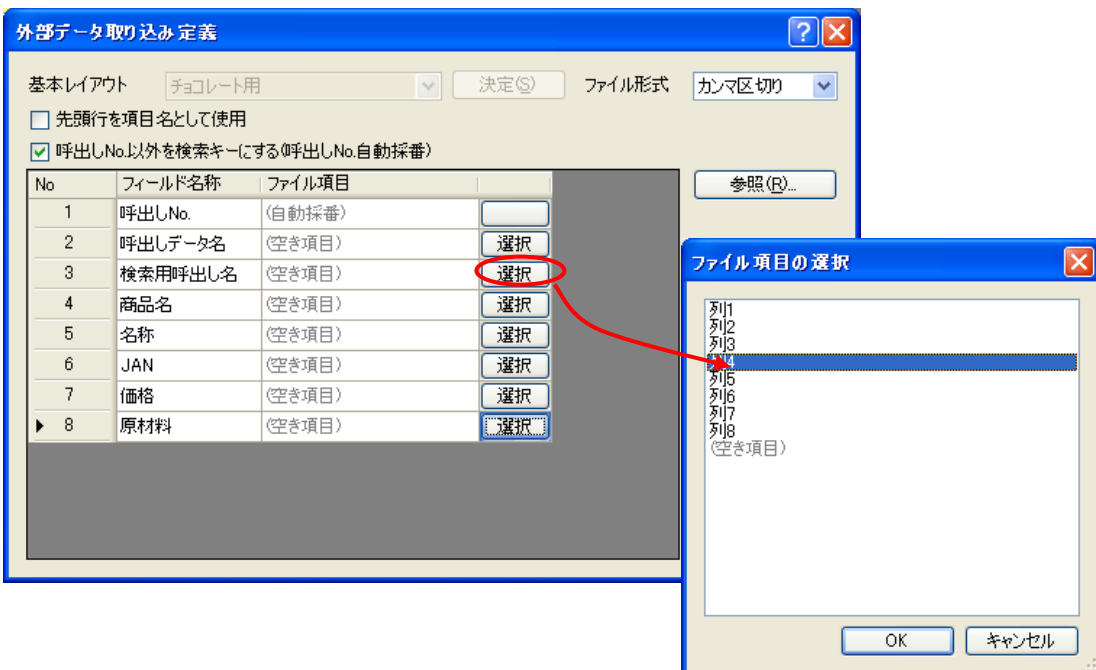 外部データ取り込み定義
基本レイアウト チョコレート用 決定(S) ファイル形式 カンマ区切り
先頭行を項目名として使用
呼出しNo.以外を検索キーにする(呼出しNo.自動採番)
No フィールド名称 ファイル項目
参照(R)...
1 呼出しNo. (自動採番)
2 呼出しデータ名 (空き項目) 選択
3 検索用呼出し名 (空き項目) 選択
4 商品名 (空き項目) 選択
5 名称 (空き項目) 選択
6 JAN (空き項目) 選択
7 価格 (空き項目) 選択
8 原材料 (空き項目) 選択
ファイル項目の選択
列1
列2
列3
列4
列5
列6
列7
列8
(空き項目)
OK キャンセル